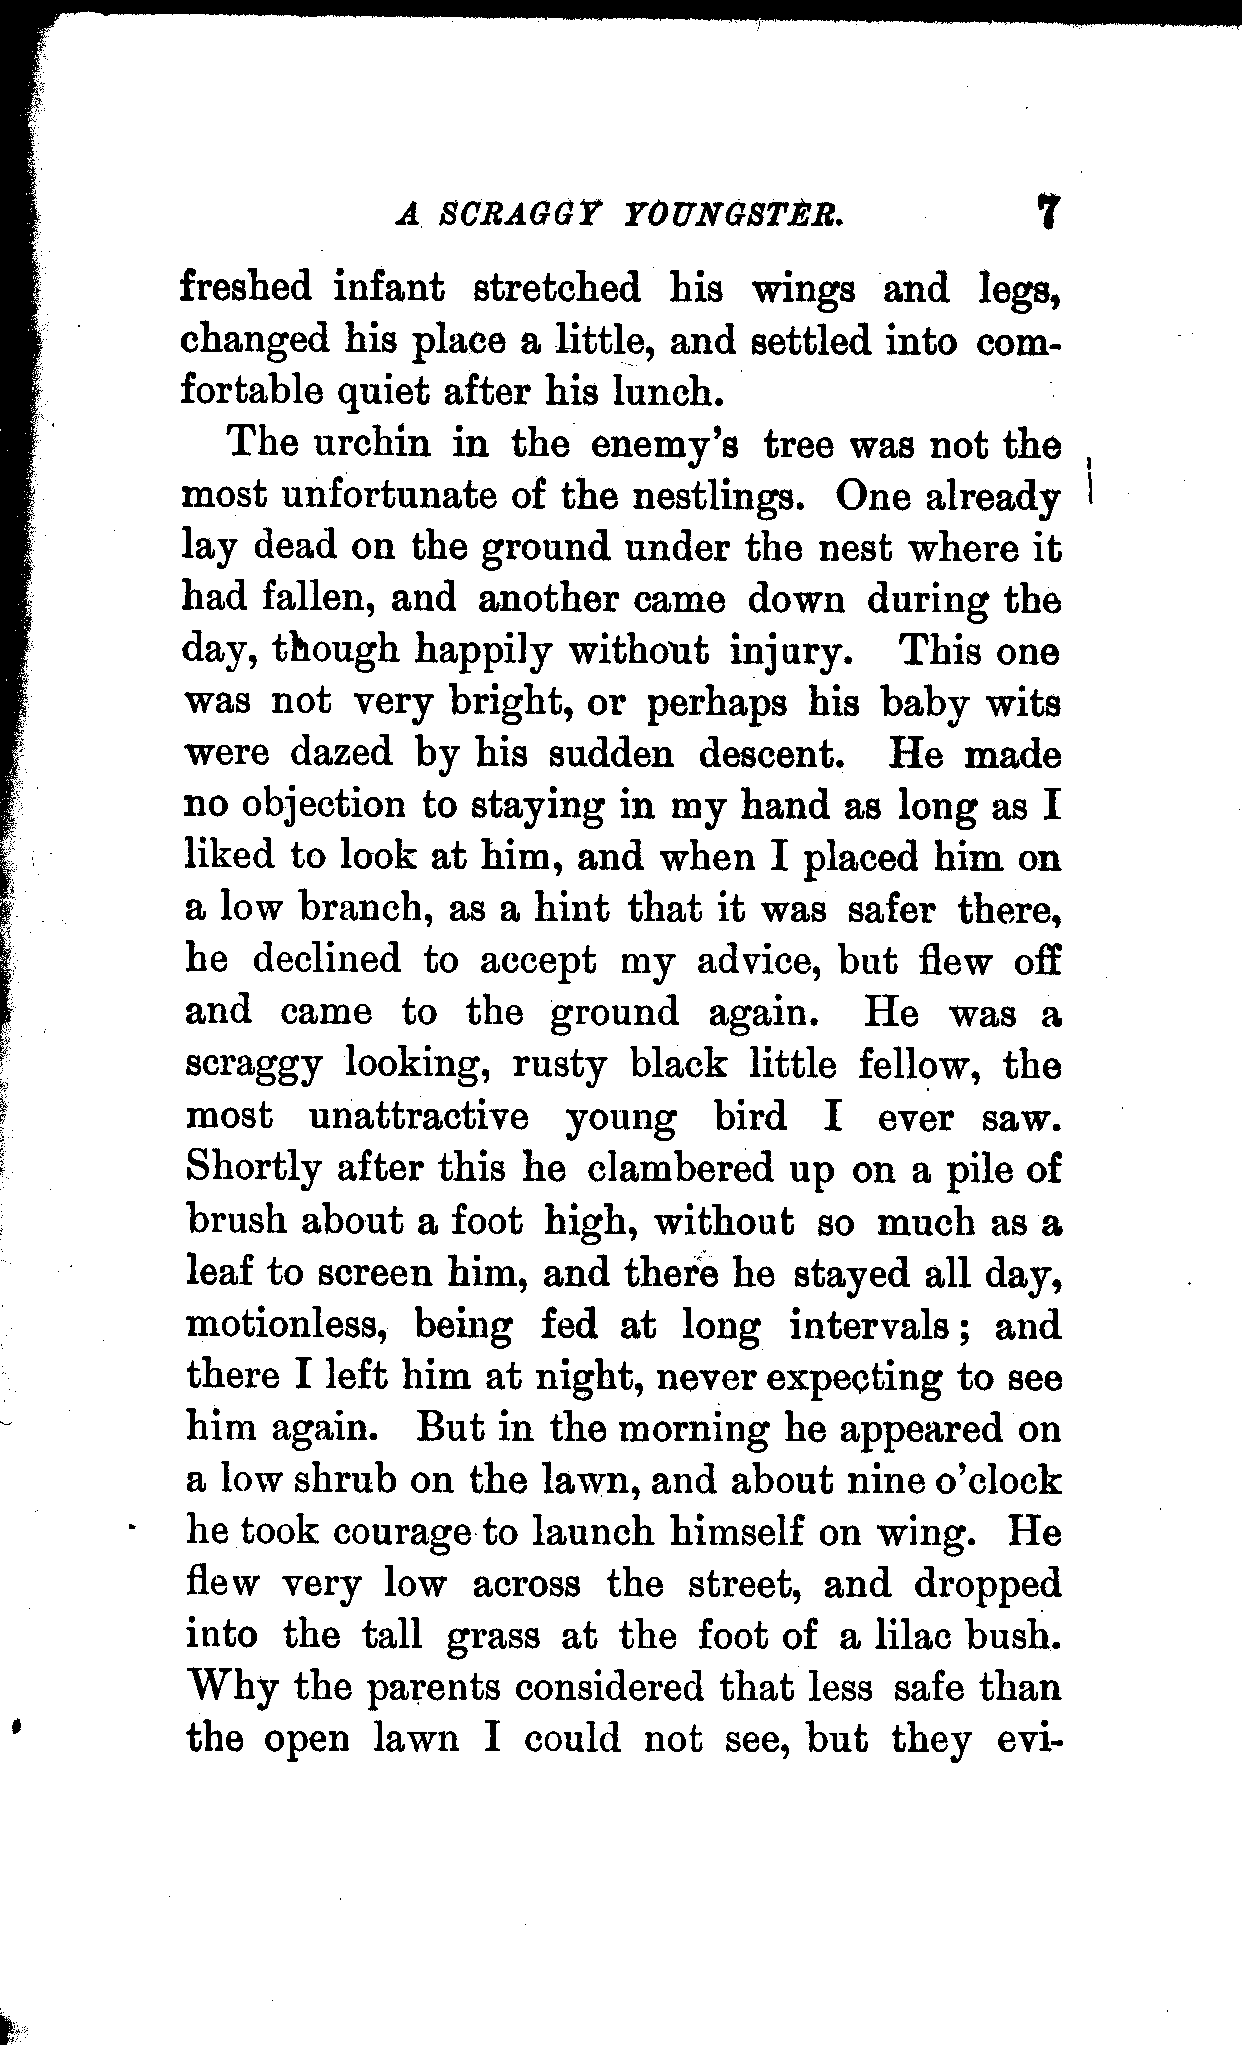 A SCRAGGY YOUNGSTER. 7
freshed infant stretched his wings and legs,
changed his place a little, and settled into com-
fortable quiet after his lunch.
The urchin in the enemy's tree was not the
most unfortunate of the nestlings. One already
lay dead on the ground under the nest where it
had fallen, and another came down during the
day, though happily without injury. This one
was not very bright, or perhaps his baby wits
were dazed by his sudden descent. He made
no objection to staying in my hand as long as I
liked to look at him, and when I placed him on
a low branch, as a hint that it was safer there,
he declined to accept my advice, but flew off
and came to the ground again. He was a
scraggy looking, rusty black little fellow, the
most unattractive young bird I ever saw.
Shortly after this he clambered up on a pile of
brush about a foot high, without so much as a
leaf to screen him, and there he stayed all day,
motionless, being fed at long intervals; and
there I left him at night, never expecting to see
him again. But in the morning he appeared on
a low shrub on the lawn, and about nine o'clock
he took courage to launch himself on wing. He
flew very low across the street, and dropped
into the tall grass at the foot of a lilac bush.
Why the parents considered that less safe than
the open lawn I could not see, but they evi-